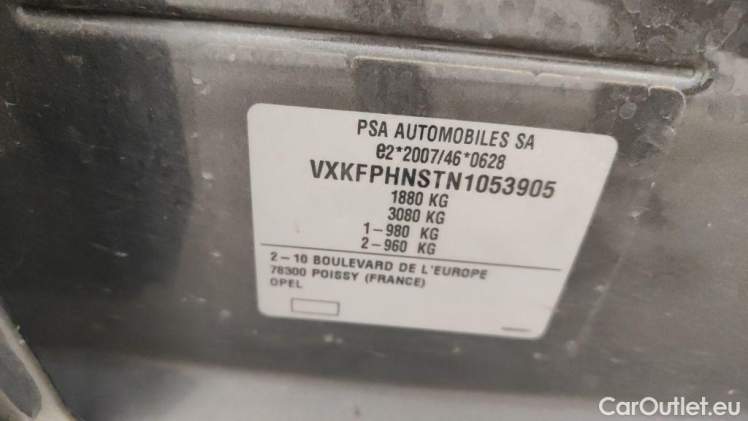 PSA AUTOMOBILES SA
e2*2007/46*0628
VXKFPHNSTN1053905
1880 KG
3080 KG
1-980 KG
2-960 KG
2-10 BOULEVARD DE L'EUROPE
78300 POISSY (FRANCE)
OPEL
CarOutlet.eu